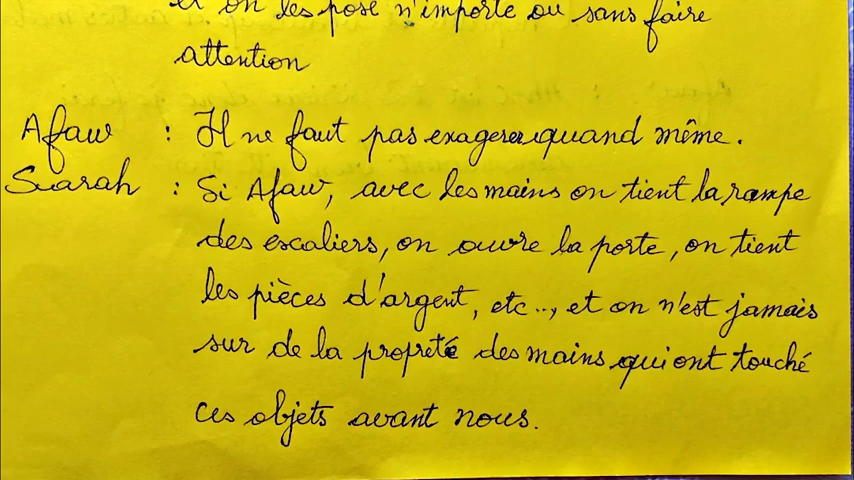 et on les pose n'importe ou sans faire
attention
Afaw : Il ne faut pas exagerer quand même.
Sarah : Si Afaw, avec les mains on tient la rampe
des escaliers, on ouvre la porte, on tient
les pièces d'argent, etc..., et on n'est jamais
sur de la propreté des mains qui ont touché
ces objets avant nous.